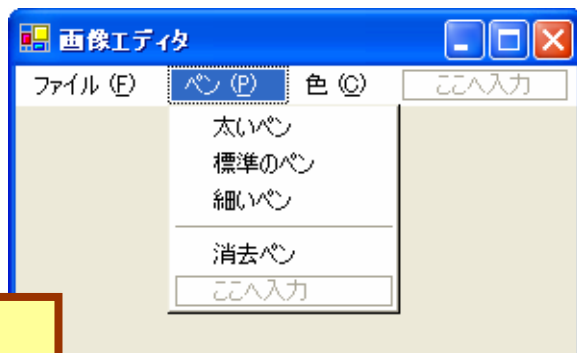 画像エディタ
ファイル (F) ペン (P) 色 (C) ここへ入力
太いペン
標準のペン
細いペン
消去ペン
ここへ入力